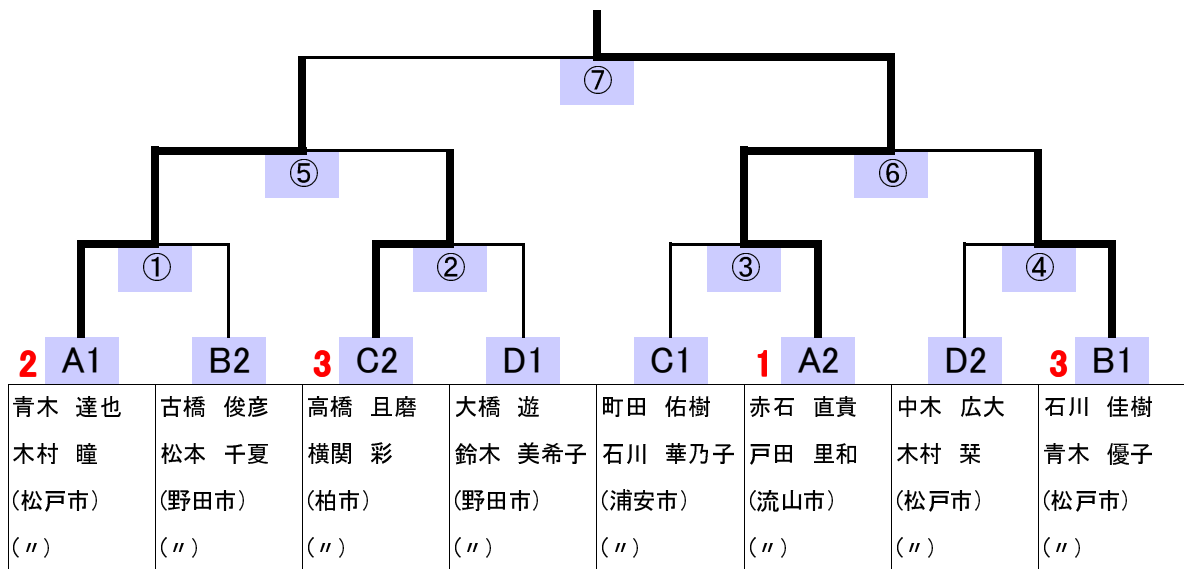 ⑦
⑤ ⑥
① ② ③ ④
2 A1 B2 3 C2 D1 C1 1 A2 D2 3 B1
青木 達也 古橋 俊彦 高橋 且磨 大橋 遊 町田 佑樹 赤石 直貴 中木 広大 石川 佳樹
木村 瞳 松本 千夏 横関 彩 鈴木 美希子 石川 華乃子 戸田 里和 木村 栞 青木 優子
(松戸市) (野田市) (柏市) (野田市) (浦安市) (流山市) (松戸市) (松戸市)
(〃) (〃) (〃) (〃) (〃) (〃) (〃) (〃)